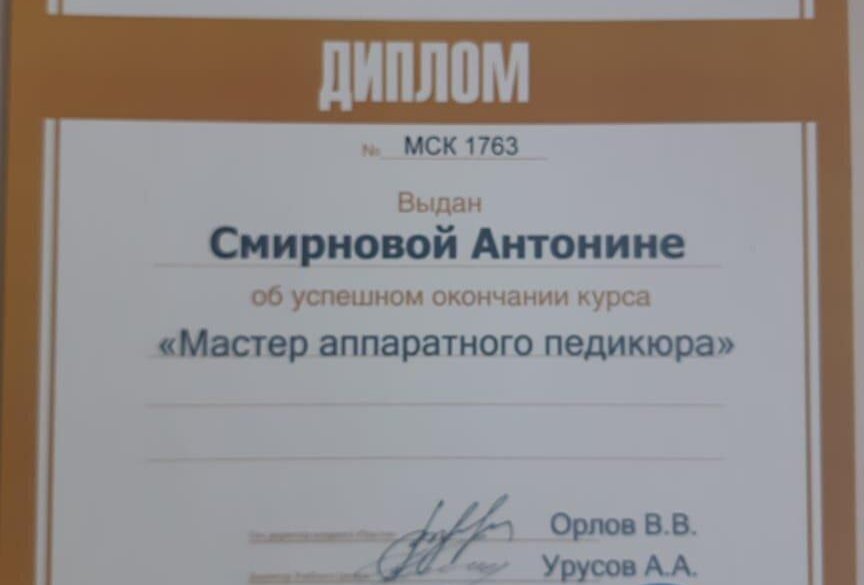 ДИПЛОМ
№ МСК 1763
Выдан
Смирновой Антонине
об успешном окончании курса
«Мастер аппаратного педикюра»
Орлов В.В.
Урусов А.А.